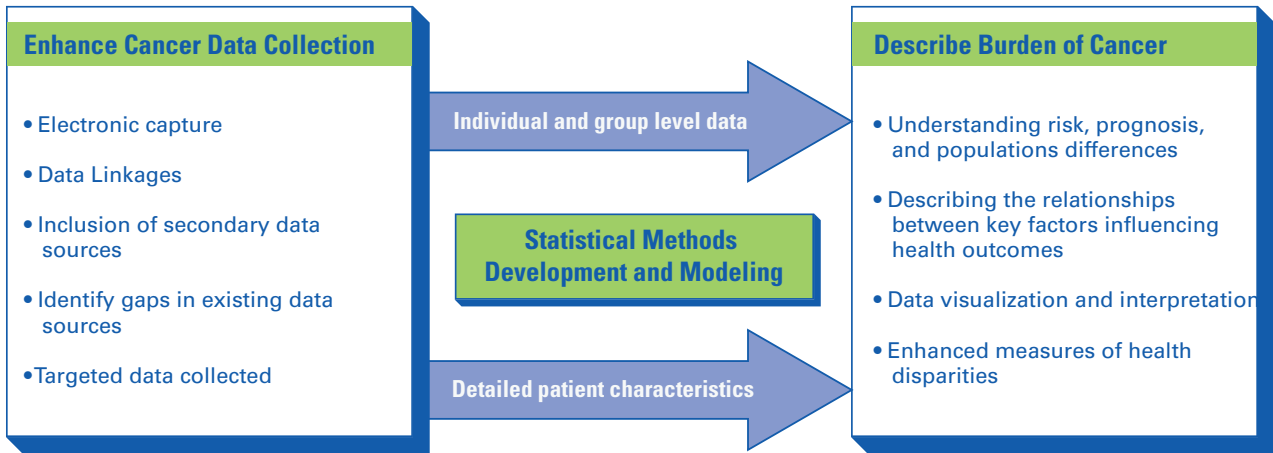 Enhance Cancer Data Collection
• Electronic capture
• Data Linkages
• Inclusion of secondary data
sources
• Identify gaps in existing data
sources
•Targeted data collected
Individual and group level data
Statistical Methods
Development and Modeling
Detailed patient characteristics
Describe Burden of Cancer
• Understanding risk, prognosis,
and populations differences
• Describing the relationships
between key factors influencing
health outcomes
• Data visualization and interpretation
• Enhanced measures of health
disparities